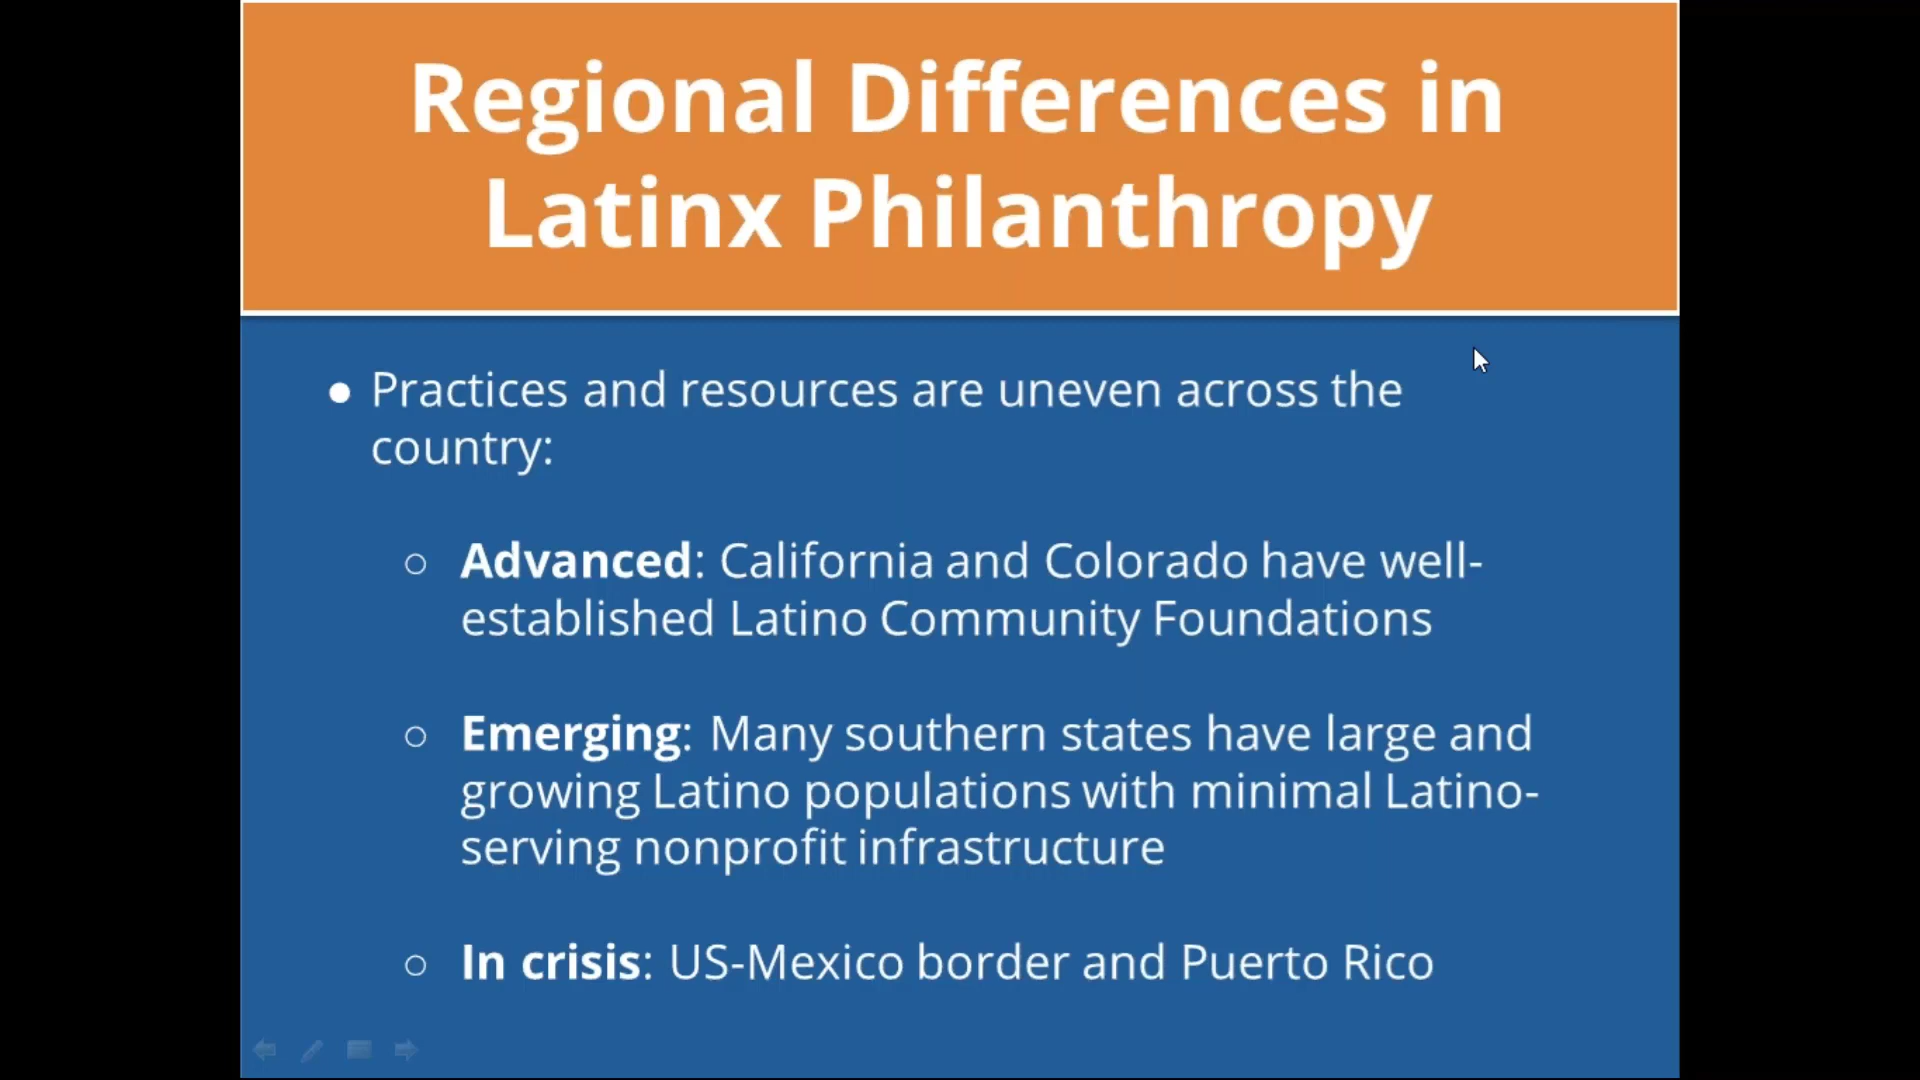 Regional Differences in
Latinx Philanthropy
● Practices and resources are uneven across the
country:
○ Advanced: California and Colorado have well-
established Latino Community Foundations
○ Emerging: Many southern states have large and
growing Latino populations with minimal Latino-
serving nonprofit infrastructure
○ In crisis: US-Mexico border and Puerto Rico